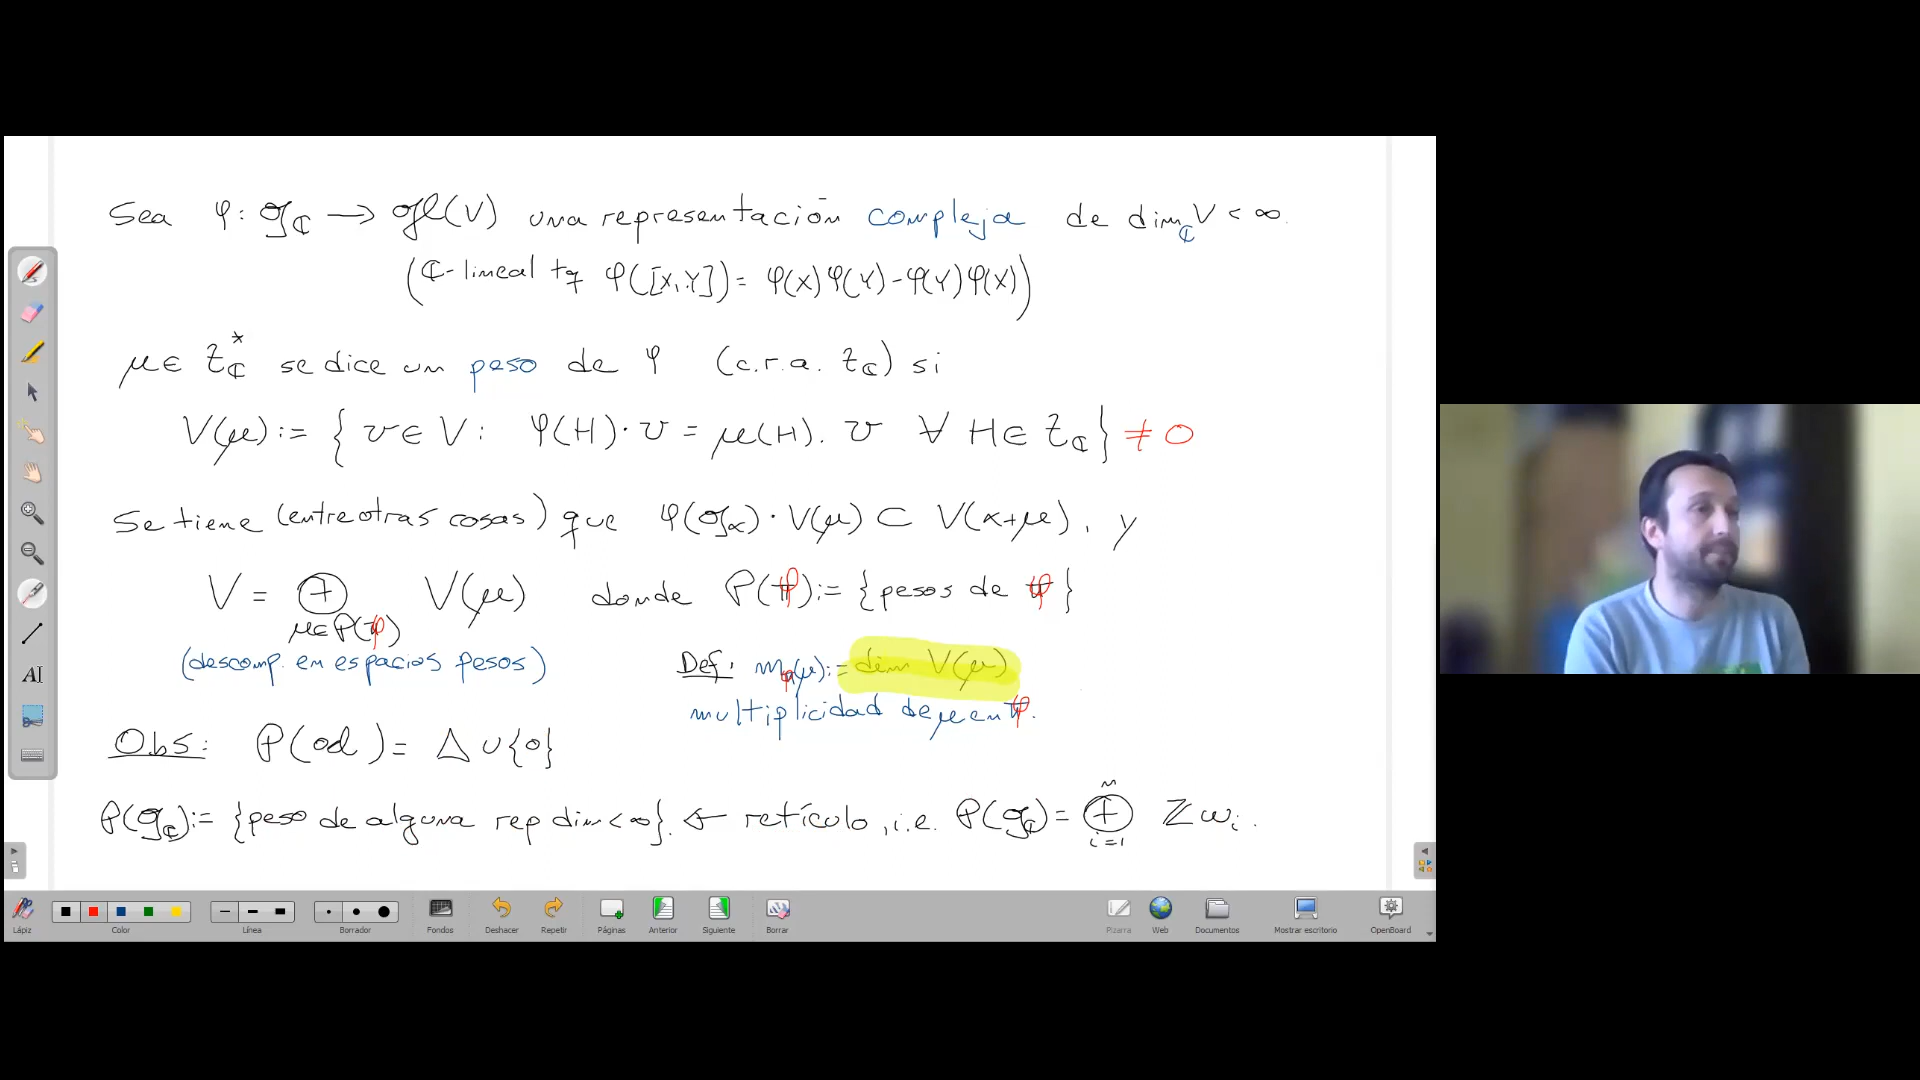 Sea φ: 𝔤_ℂ → 𝔤ℓ(V) una representación compleja de dim_ℂ V < ∞.
(ℂ-lineal tq φ([X,Y]) = φ(X)φ(Y) - φ(Y)φ(X))
μ ∈ t_ℂ^* se dice un peso de φ (c.r.a. t_ℂ) si
V(μ) := { v ∈ V : φ(H)·v = μ(H). v ∀ H ∈ t_ℂ } ≠ 0
Se tiene (entre otras cosas) que φ(𝔤_α)·V(μ) ⊂ V(α+μ), y
V = ⊕_{μ∈P(φ)} V(μ) donde P(φ) := {pesos de φ}
(descomp. en espacios pesos)
Def: m_φ(μ) := dim V(μ)
multiplicidad de μ en φ.
Obs: P(ad) = Δ ∪ {0}
P(𝔤_ℂ) := {peso de alguna rep dim < ∞}. ← retículo, i.e. P(𝔤_ℂ) = ⊕_{i=1}^{n} ℤ ω_i.
AI
Lápiz Color Línea Borrador Fondos Deshacer Repetir Páginas Anterior Siguiente Borrar Pizarra Web Documentos Mostrar escritorio OpenBoard